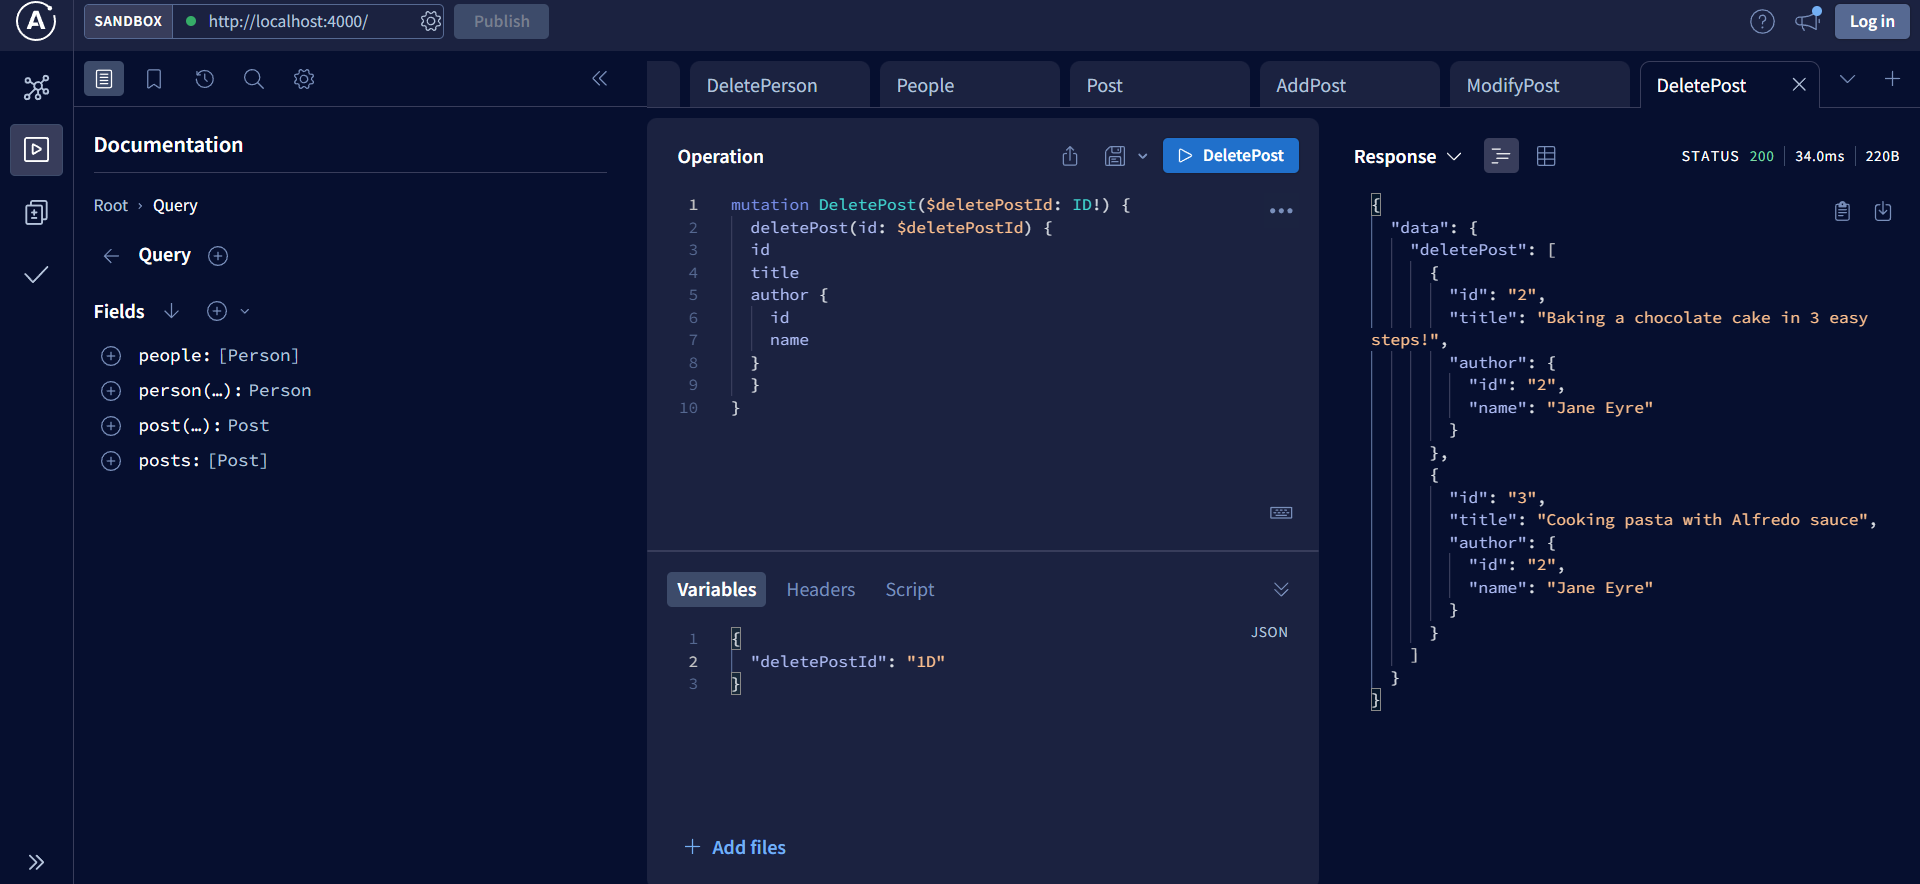 SANDBOX
http://localhost:4000/
Publish
Log in
DeletePerson
People
Post
AddPost
ModifyPost
DeletePost
Documentation
Root › Query
Query
Fields
people: [Person]
person(…): Person
post(…): Post
posts: [Post]
Operation
DeletePost
1 mutation DeletePost($deletePostId: ID!) {
2 deletePost(id: $deletePostId) {
3 id
4 title
5 author {
6 id
7 name
8 }
9 }
10 }
Variables
Headers
Script
JSON
1 {
2 "deletePostId": "1D"
3 }
Add files
Response
STATUS 200
34.0ms
220B
{
"data": {
"deletePost": [
{
"id": "2",
"title": "Baking a chocolate cake in 3 easy
steps!",
"author": {
"id": "2",
"name": "Jane Eyre"
}
},
{
"id": "3",
"title": "Cooking pasta with Alfredo sauce",
"author": {
"id": "2",
"name": "Jane Eyre"
}
}
]
}
}